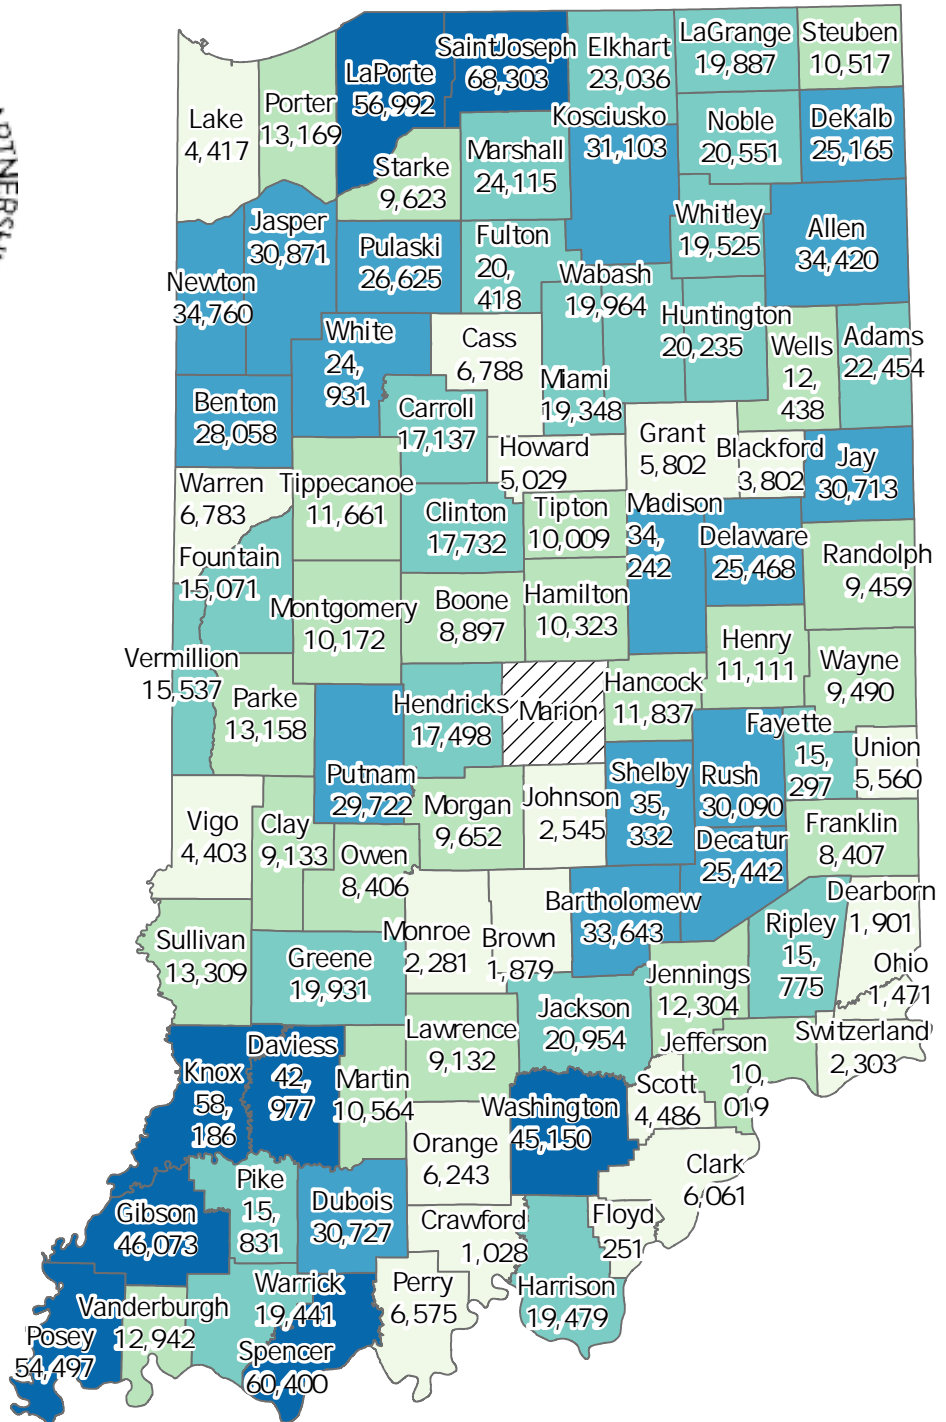 LaPorte
56,992
SaintJoseph
68,303
Elkhart
23,036
LaGrange
19,887
Steuben
10,517
Lake
4,417
Porter
13,169
Kosciusko
31,103
Noble
20,551
DeKalb
25,165
Starke
9,623
Marshall
24,115
Jasper
30,871
Pulaski
26,625
Fulton
20,
418
Whitley
19,525
Allen
34,420
Newton
34,760
Wabash
19,964
Huntington
20,235
White
24,
931
Cass
6,788
Wells
12,
438
Adams
22,454
Miami
19,348
Benton
28,058
Carroll
17,137
Howard
5,029
Grant
5,802
Blackford
3,802
Jay
30,713
Warren
6,783
Tippecanoe
11,661
Clinton
17,732
Tipton
10,009
Madison
34,
242
Delaware
25,468
Randolph
9,459
Fountain
15,071
Montgomery
10,172
Boone
8,897
Hamilton
10,323
Henry
11,111
Wayne
9,490
Vermillion
15,537
Parke
13,158
Hendricks
17,498
Marion
Hancock
11,837
Fayette
15,
297
Union
5,560
Putnam
29,722
Morgan
9,652
Johnson
2,545
Shelby
35,
332
Rush
30,090
Vigo
4,403
Clay
9,133
Owen
8,406
Decatur
25,442
Franklin
8,407
Bartholomew
33,643
Dearborn
1,901
Sullivan
13,309
Greene
19,931
Monroe
2,281
Brown
1,879
Ripley
15,
775
Ohio
1,471
Jennings
12,304
Jackson
20,954
Lawrence
9,132
Switzerland
2,303
Jefferson
10,
019
Daviess
42,
977
Knox
58,
186
Martin
10,564
Washington
45,150
Scott
4,486
Orange
6,243
Clark
6,061
Pike
15,
831
Dubois
30,727
Gibson
46,073
Crawford
1,028
Floyd
251
Warrick
19,441
Perry
6,575
Harrison
19,479
Vanderburgh
12,942
Posey
54,497
Spencer
60,400